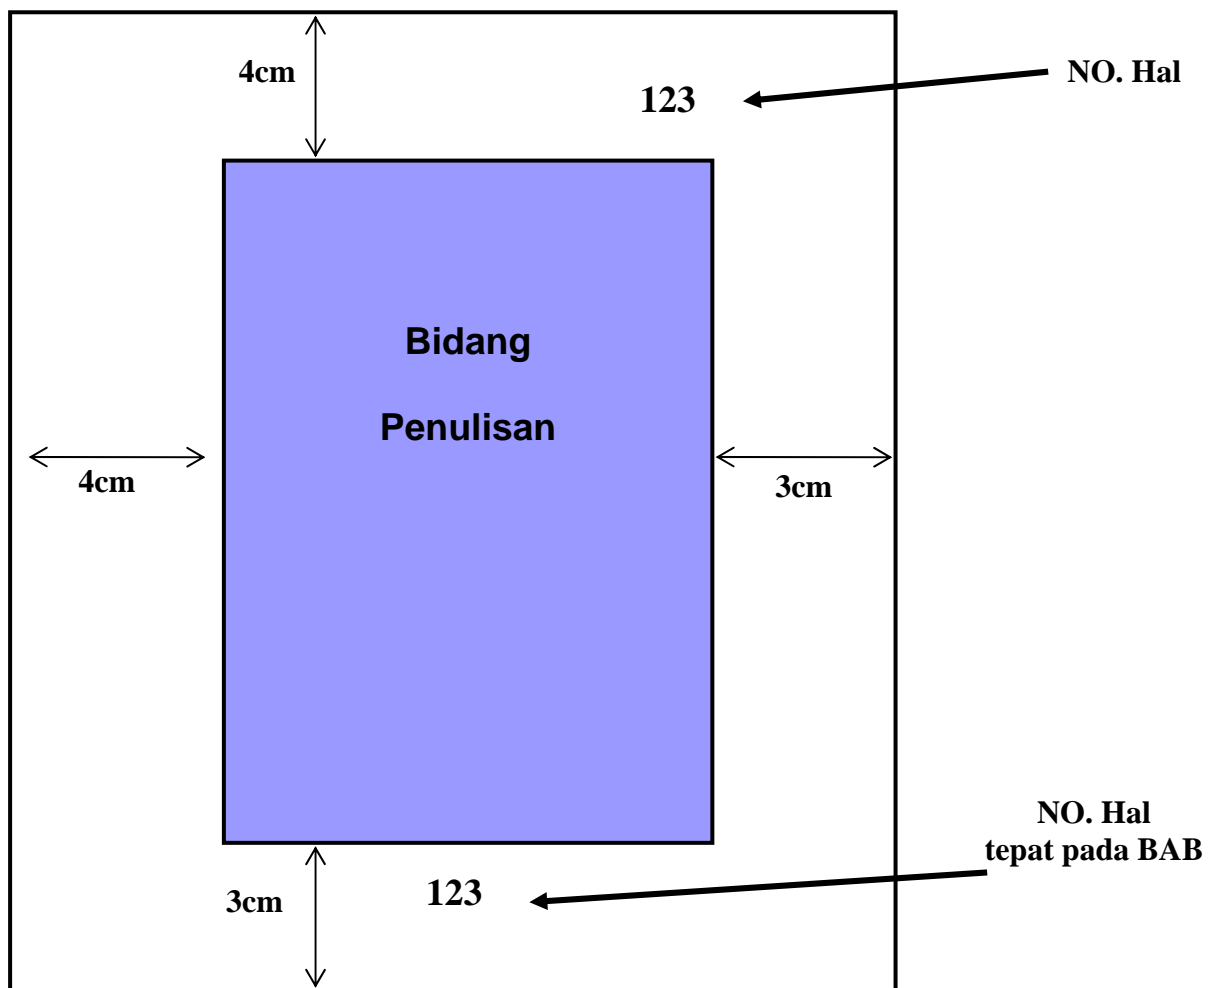 4cm
NO. Hal
123
Bidang
Penulisan
4cm
3cm
NO. Hal
tepat pada BAB
3cm
123